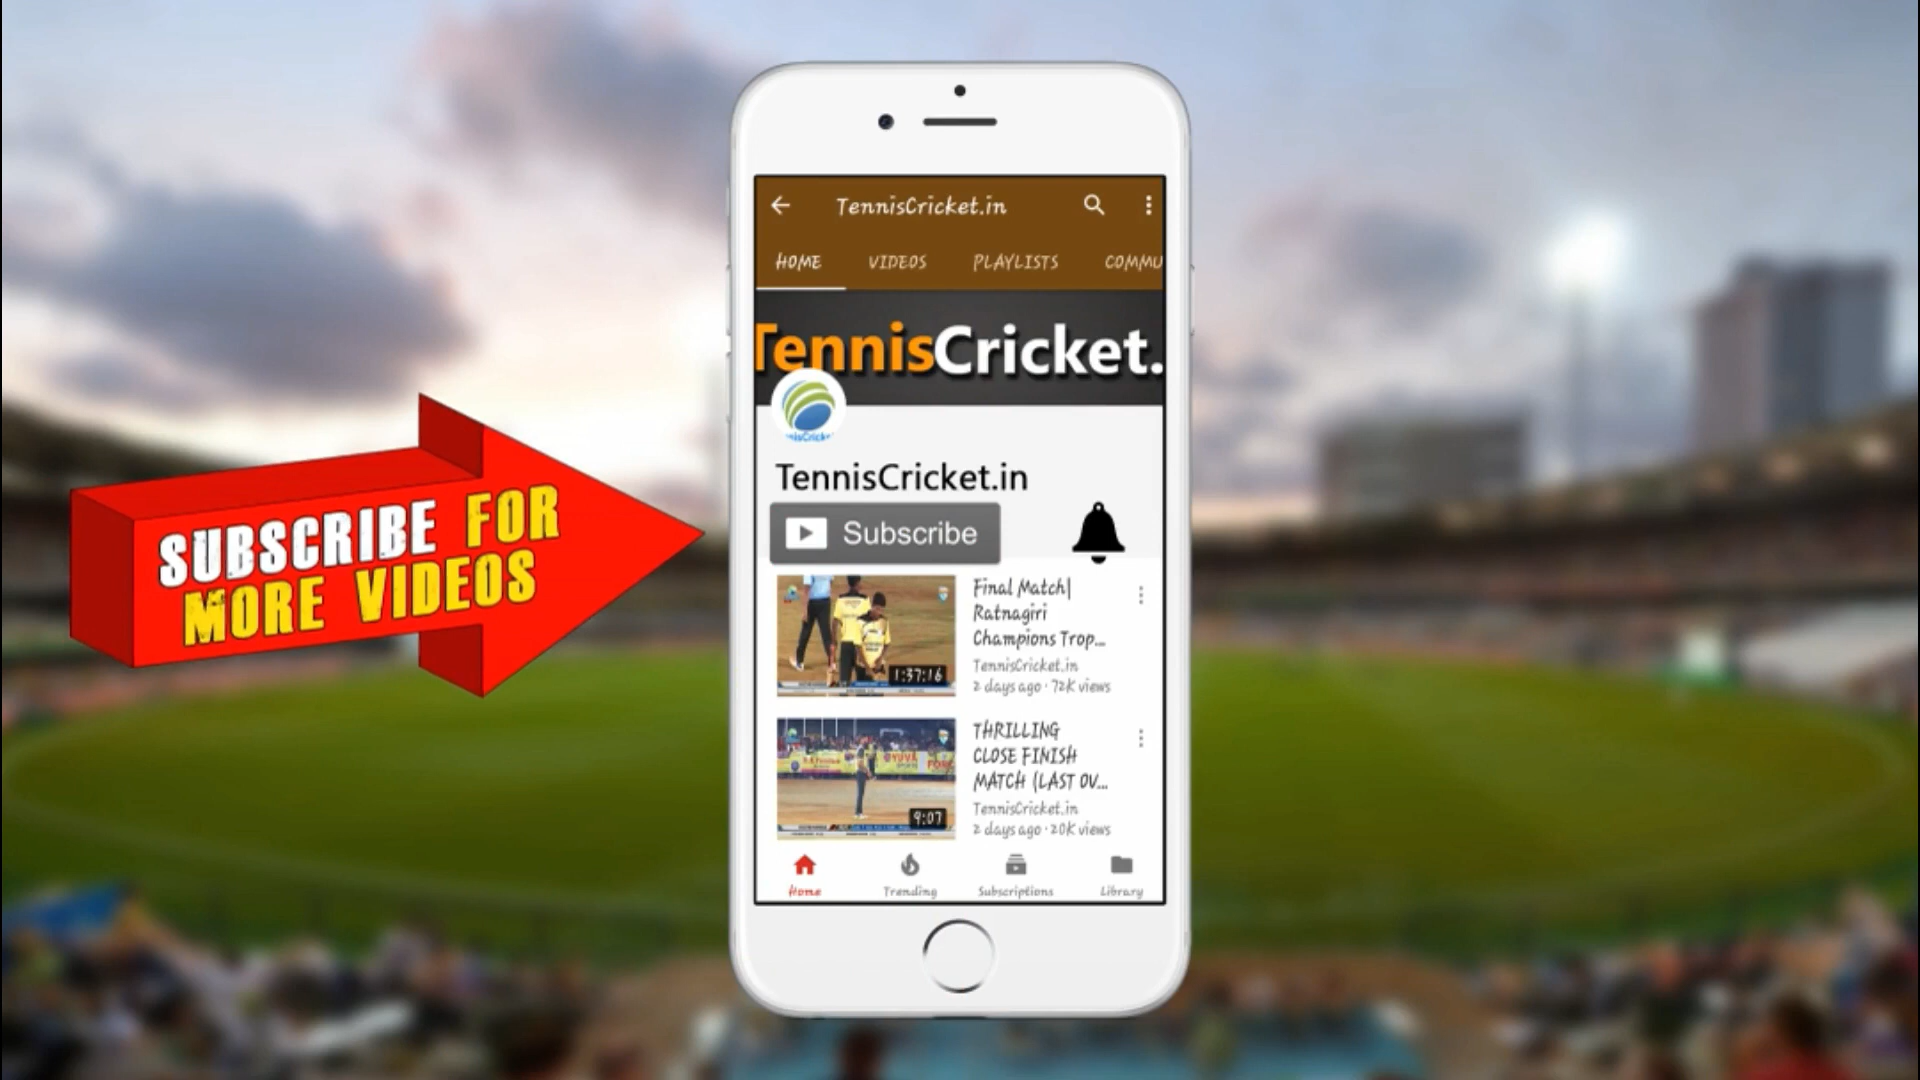 SUBSCRIBE FOR
MORE VIDEOS
TennisCricket.in
HOME VIDEOS PLAYLISTS COMMU
TennisCricket.
TennisCricket.in
Subscribe
Final Match|
Ratnagiri
Champions Trop...
TennisCricket.in
2 days ago · 72K views
1:37:16
THRILLING
CLOSE FINISH
MATCH (LAST OV...
TennisCricket.in
2 days ago · 20K views
9:07
Home Trending Subscriptions Library